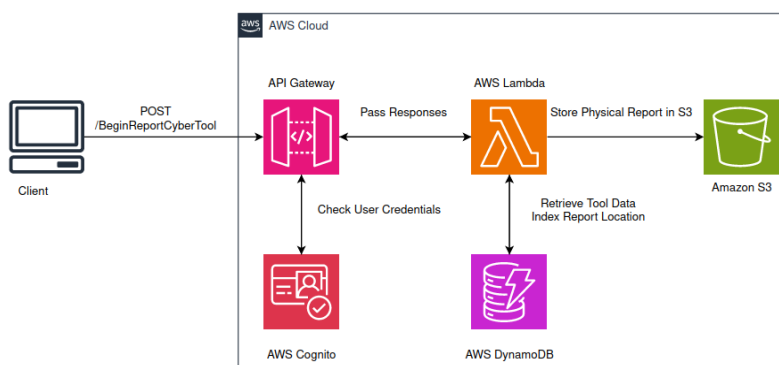 aws
AWS Cloud
API Gateway
AWS Lambda
POST
/BeginReportCyberTool
Pass Responses
Store Physical Report in S3
Client
Amazon S3
Check User Credentials
Retrieve Tool Data
Index Report Location
AWS Cognito
AWS DynamoDB